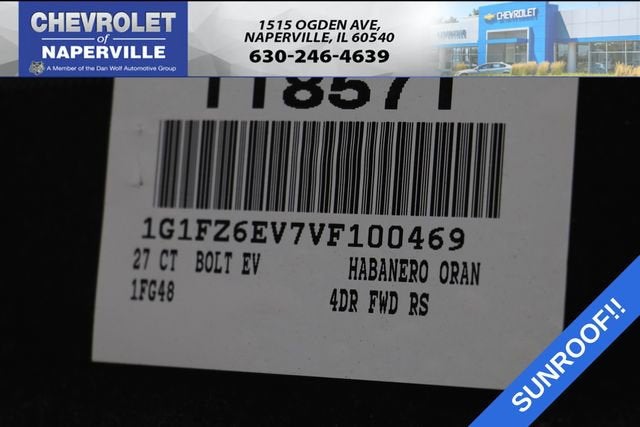 CHEVROLET
of
NAPERVILLE
A Member of the Dan Wolf Automotive Group
1515 OGDEN AVE,
NAPERVILLE, IL 60540
630-246-4639
CHEVROLET
118571
1G1FZ6EV7VF100469
27 CT BOLT EV HABANERO ORAN
1FG48 4DR FWD RS
SUNROOF!!